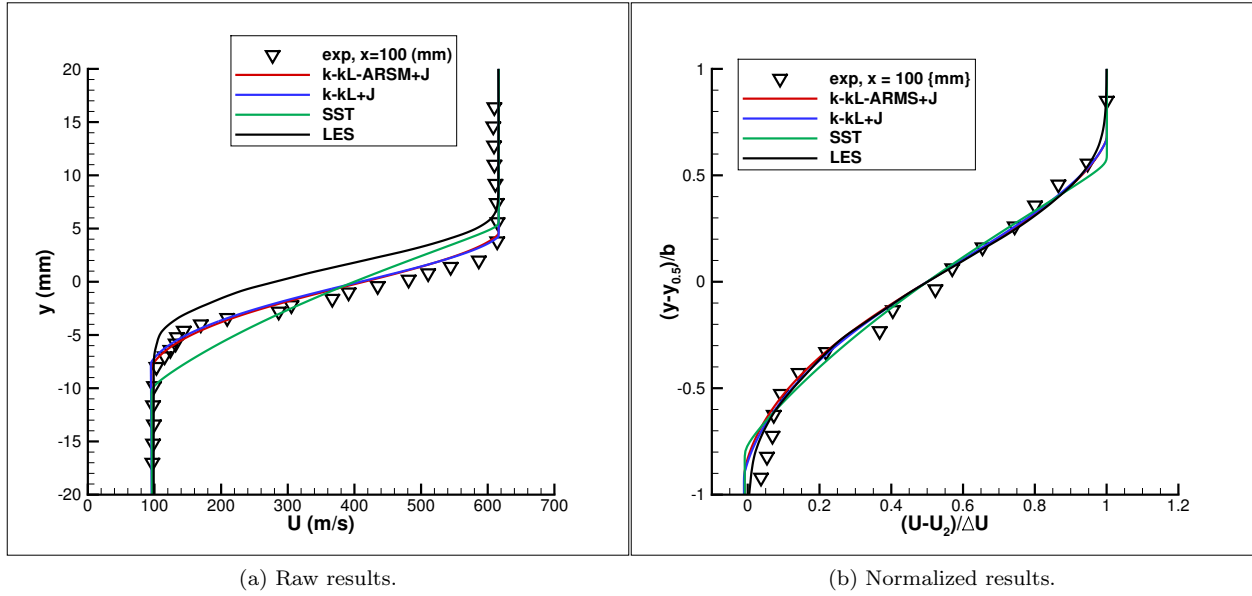 exp, x=100 (mm)
k-kL-ARSM+J
k-kL+J
SST
LES
20
15
10
5
0
-5
-10
-15
-20
y (mm)
0 100 200 300 400 500 600 700
U (m/s)
(a) Raw results.
exp, x = 100 {mm}
k-kL-ARMS+J
k-kL+J
SST
LES
1
0.5
0
-0.5
-1
(y-y0.5)/b
0 0.2 0.4 0.6 0.8 1 1.2
(U-U2)/ΔU
(b) Normalized results.